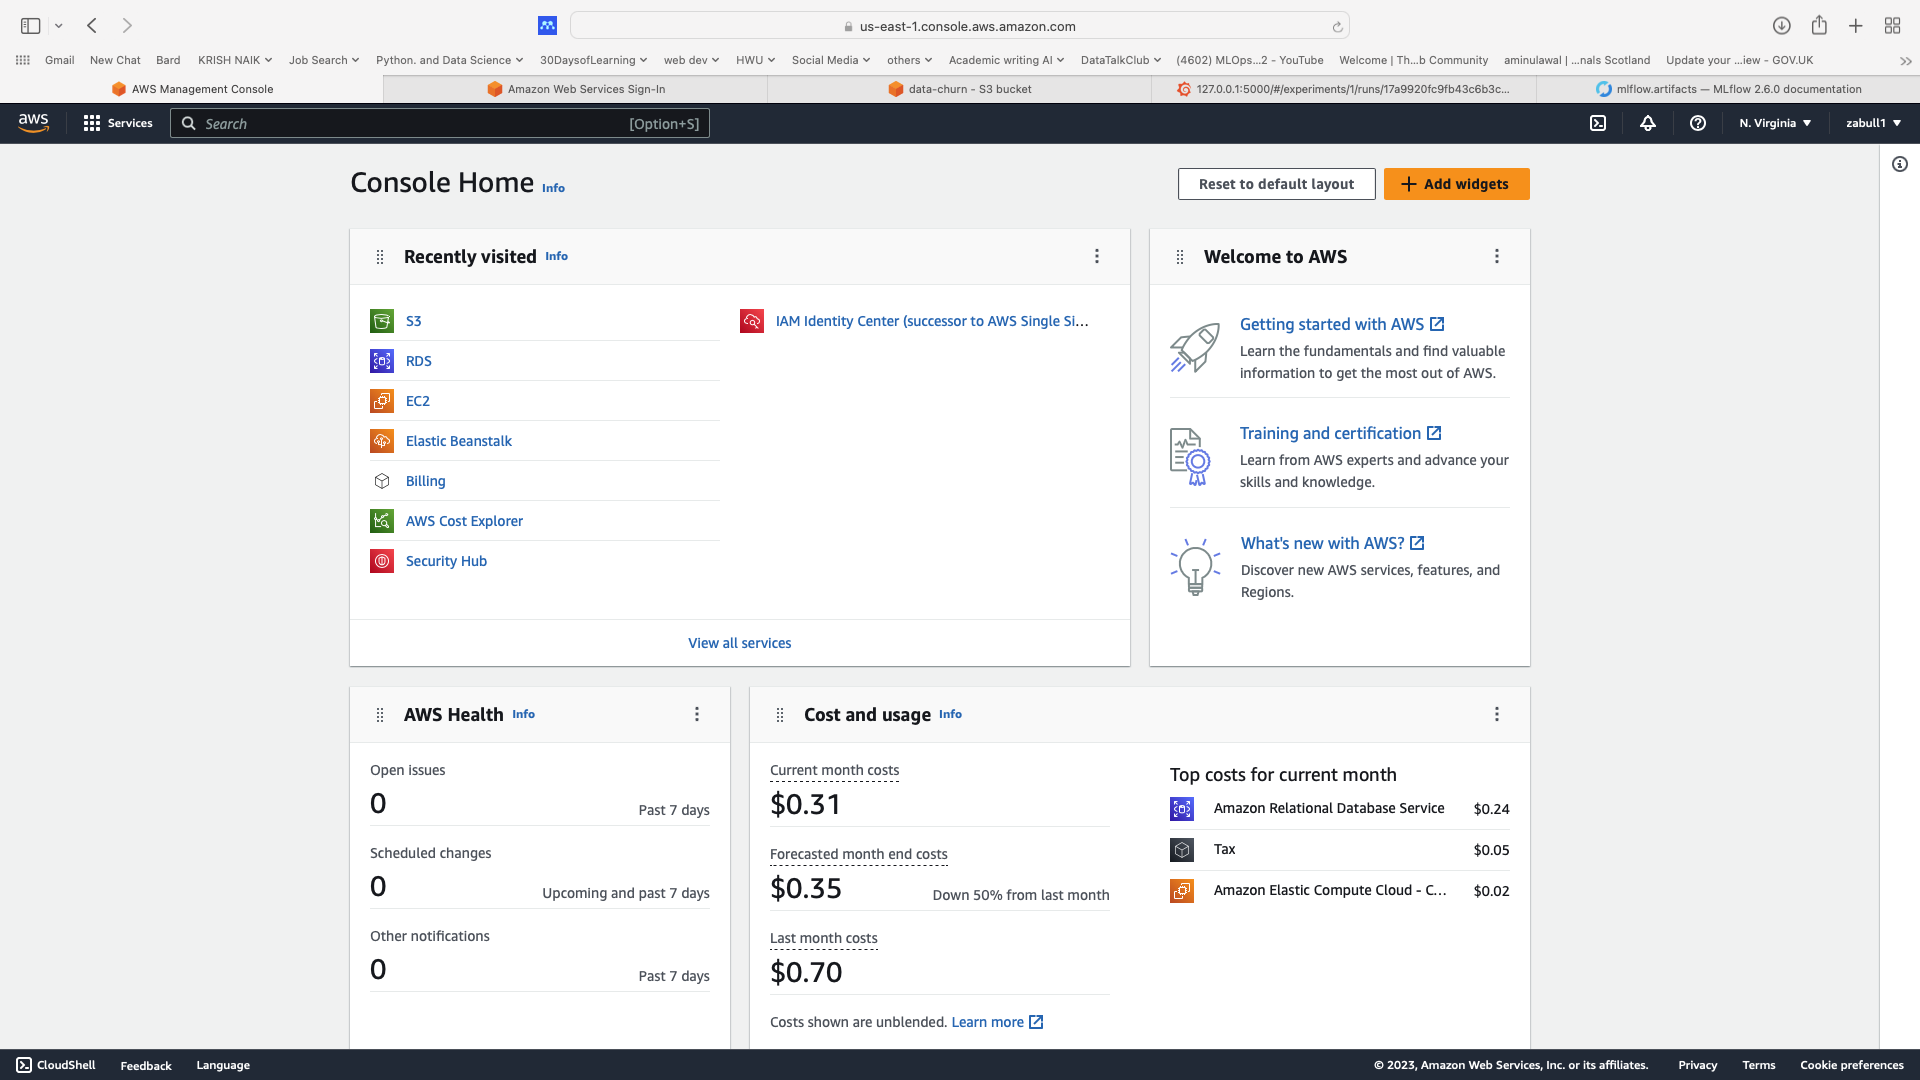 us-east-1.console.aws.amazon.com
Gmail New Chat Bard KRISH NAIK Job Search Python. and Data Science 30DaysofLearning web dev HWU Social Media others Academic writing AI DataTalkClub (4602) MLOps...2 - YouTube Welcome | Th...b Community aminulawal | ...nals Scotland Update your ...iew - GOV.UK
AWS Management Console Amazon Web Services Sign-In data-churn - S3 bucket 127.0.0.1:5000/#/experiments/1/runs/17a9920fc9fb43c6b3c... mlflow.artifacts — MLflow 2.6.0 documentation
aws Services Search [Option+S] N. Virginia zabull1
Console Home Info Reset to default layout Add widgets
Recently visited Info
S3
RDS
EC2
Elastic Beanstalk
Billing
AWS Cost Explorer
Security Hub
IAM Identity Center (successor to AWS Single Si...
View all services
Welcome to AWS
Getting started with AWS
Learn the fundamentals and find valuable
information to get the most out of AWS.
Training and certification
Learn from AWS experts and advance your
skills and knowledge.
What's new with AWS?
Discover new AWS services, features, and
Regions.
AWS Health Info
Open issues
0 Past 7 days
Scheduled changes
0 Upcoming and past 7 days
Other notifications
0 Past 7 days
Cost and usage Info
Current month costs
$0.31
Forecasted month end costs
$0.35 Down 50% from last month
Last month costs
$0.70
Costs shown are unblended. Learn more
Top costs for current month
Amazon Relational Database Service $0.24
Tax $0.05
Amazon Elastic Compute Cloud - C... $0.02
CloudShell Feedback Language © 2023, Amazon Web Services, Inc. or its affiliates. Privacy Terms Cookie preferences